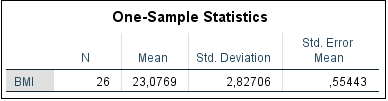 One-Sample Statistics
N Mean Std. Deviation Std. Error
Mean
BMI 26 23,0769 2,82706 ,55443